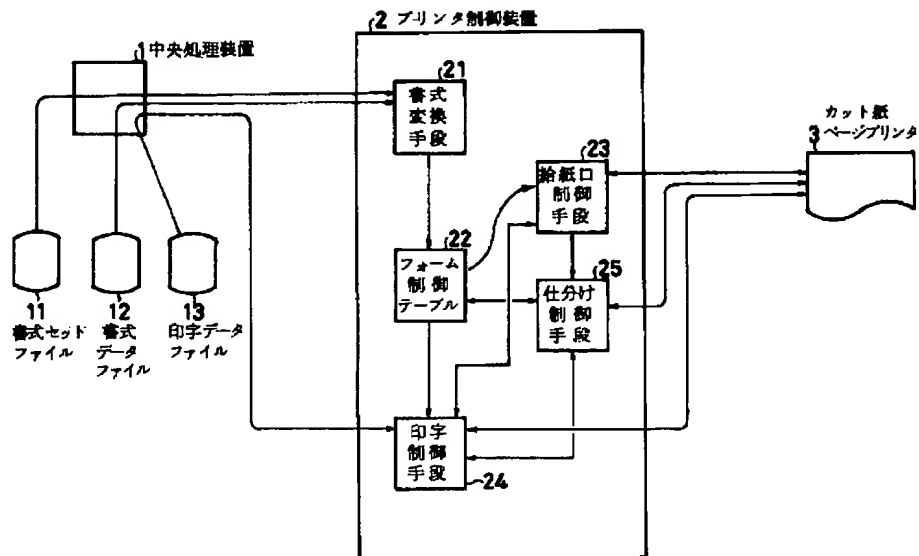 1 中央処理装置
2 プリンタ制御装置
21
書式
変換
手段
カット紙
3 ページプリンタ
23
給紙口
制御
手段
22
フォーム
制御
テーブル
25
仕分け
制御
手段
11
書式セット
ファイル
12
書式
データ
ファイル
13
印字データ
ファイル
印字
制御
手段
24